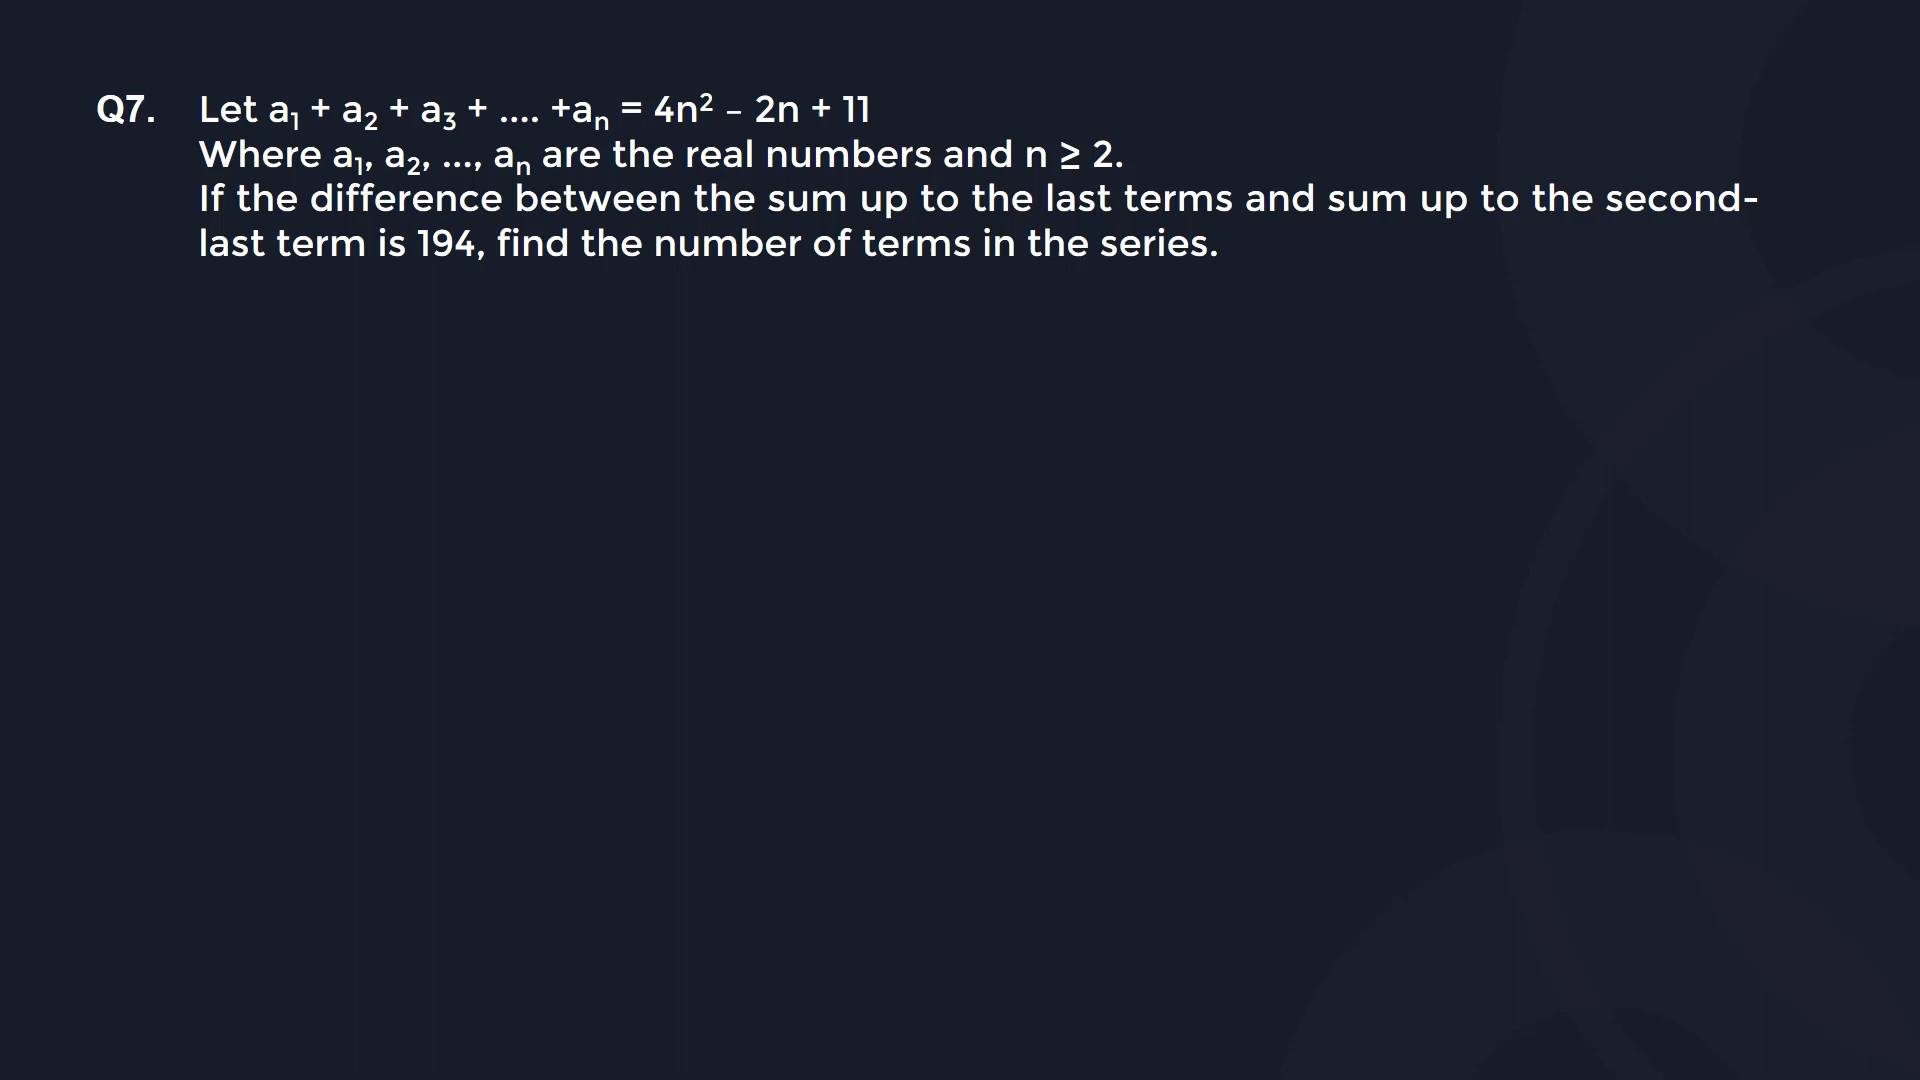 Q7. Let a₁ + a₂ + a₃ + .... +aₙ = 4n² – 2n + 11
Where a₁, a₂, ..., aₙ are the real numbers and n ≥ 2.
If the difference between the sum up to the last terms and sum up to the second-
last term is 194, find the number of terms in the series.